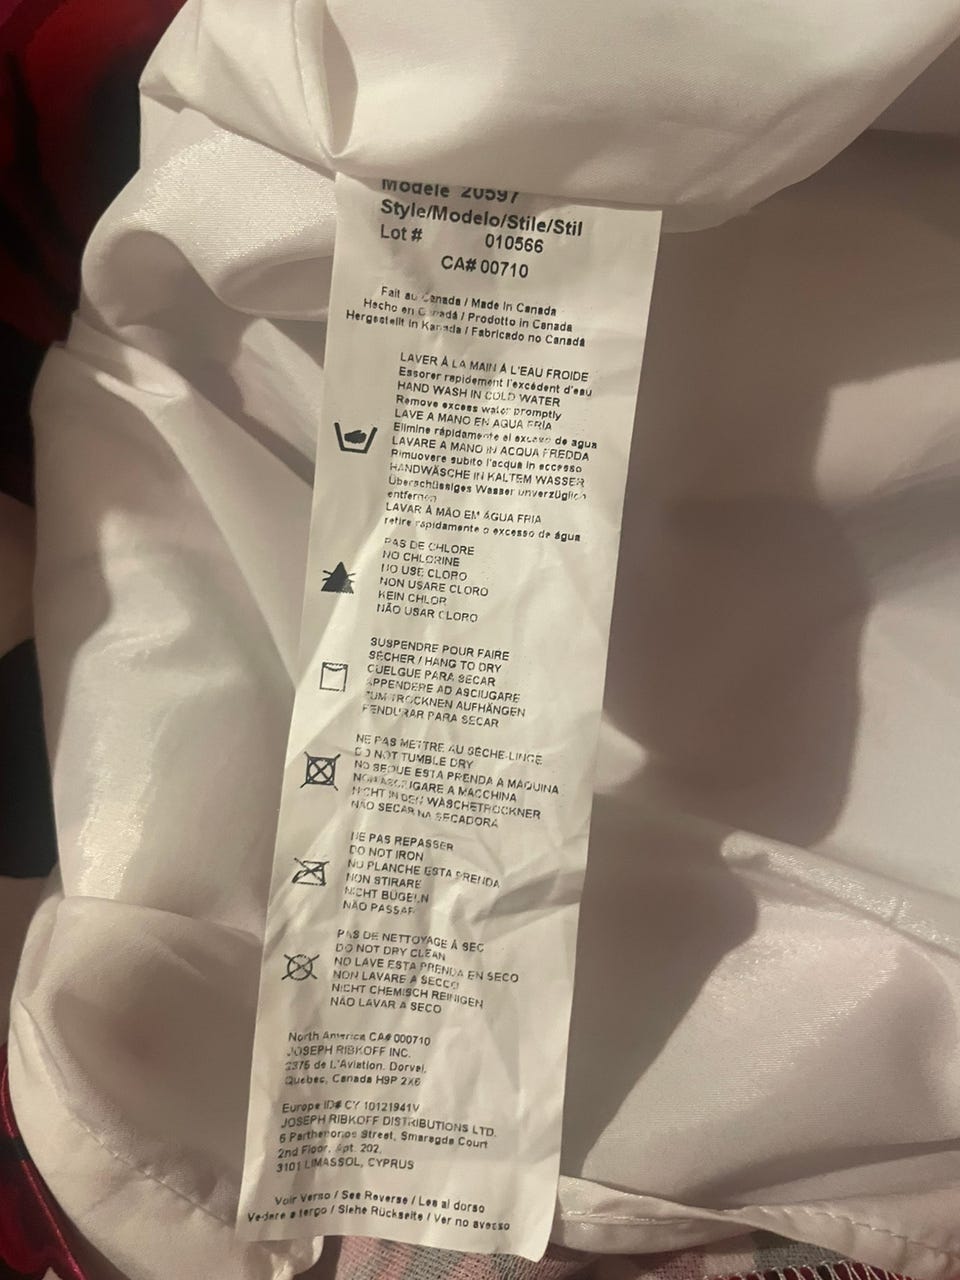 Modele 20597
Style/Modelo/Stile/Stil
Lot # 010566
CA# 00710
Fait au Canada / Made In Canada
Hecho en Canadá / Prodotto in Canada
Hergestellt in Kanada / Fabricado no Canadá
LAVER À LA MAIN À L'EAU FROIDE
Essorer rapidement l'excédent d'eau
HAND WASH IN COLD WATER
Remove excess water promptly
LAVE A MANO EN AGUA FRIA
Elimine rápidamente el exceso de agua
LAVARE A MANO IN ACQUA FREDDA
Rimuovere subito l'acqua in eccesso
HANDWÄSCHE IN KALTEM WASSER
Überschüssiges Wasser unverzüglich
entfernen
LAVAR À MÃO EM ÁGUA FRIA
retire rapidamente o excesso de água
PAS DE CHLORE
NO CHLORINE
NO USE CLORO
NON USARE CLORO
KEIN CHLOR
NÃO USAR CLORO
SUSPENDRE POUR FAIRE
SÉCHER / HANG TO DRY
CUELGUE PARA SECAR
APPENDERE AD ASCIUGARE
ZUM TROCKNEN AUFHÄNGEN
PENDURAR PARA SECAR
NE PAS METTRE AU SÈCHE-LINGE
DO NOT TUMBLE DRY
NO SEQUE ESTA PRENDA A MAQUINA
NON ASCIUGARE A MACCHINA
NICHT IN DEN WÄSCHETROCKNER
NÃO SECAR NA SECADORA
NE PAS REPASSER
DO NOT IRON
NO PLANCHE ESTA PRENDA
NON STIRARE
NICHT BÜGELN
NÃO PASSAR
PAS DE NETTOYAGE À SEC
DO NOT DRY CLEAN
NO LAVE ESTA PRENDA EN SECO
NON LAVARE A SECCO
NICHT CHEMISCH REINIGEN
NÃO LAVAR A SECO
North America CA# 000710
JOSEPH RIBKOFF INC.
2375 de L'Aviation. Dorval,
Quebec, Canada H9P 2X6
Europe ID# CY 10121941V
JOSEPH RIBKOFF DISTRIBUTIONS LTD.
6 Parthenonos Street, Smaragda Court
2nd Floor, Apt. 202,
3101 LIMASSOL, CYPRUS
Voir Verso / See Reverse / Lea al dorso
Vedere a tergo / Siehe Rückseite / Ver no avesso